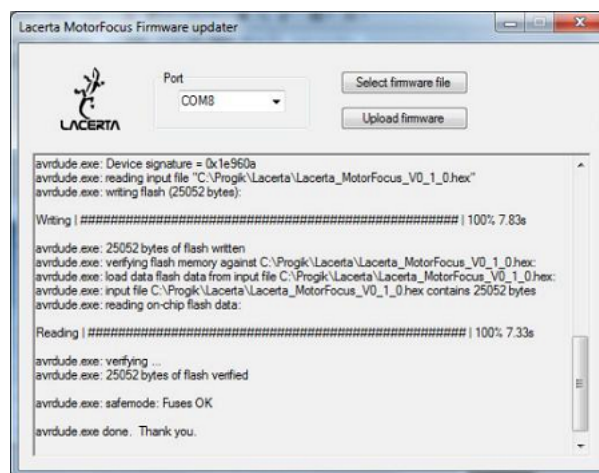 Lacerta MotorFocus Firmware updater
LACERTA
Port
COM8
Select firmware file
Upload firmware
avrdude.exe: Device signature = 0x1e960a
avrdude.exe: reading input file "C:\Progik\Lacerta\Lacerta_MotorFocus_V0_1_0.hex"
avrdude.exe: writing flash (25052 bytes):
Writing | ################################################## | 100% 7.83s
avrdude.exe: 25052 bytes of flash written
avrdude.exe: verifying flash memory against C:\Progik\Lacerta\Lacerta_MotorFocus_V0_1_0.hex:
avrdude.exe: load data flash data from input file C:\Progik\Lacerta\Lacerta_MotorFocus_V0_1_0.hex:
avrdude.exe: input file C:\Progik\Lacerta\Lacerta_MotorFocus_V0_1_0.hex contains 25052 bytes
avrdude.exe: reading on-chip flash data:
Reading | ################################################## | 100% 7.33s
avrdude.exe: verifying ...
avrdude.exe: 25052 bytes of flash verified
avrdude.exe: safemode: Fuses OK
avrdude.exe done.  Thank you.